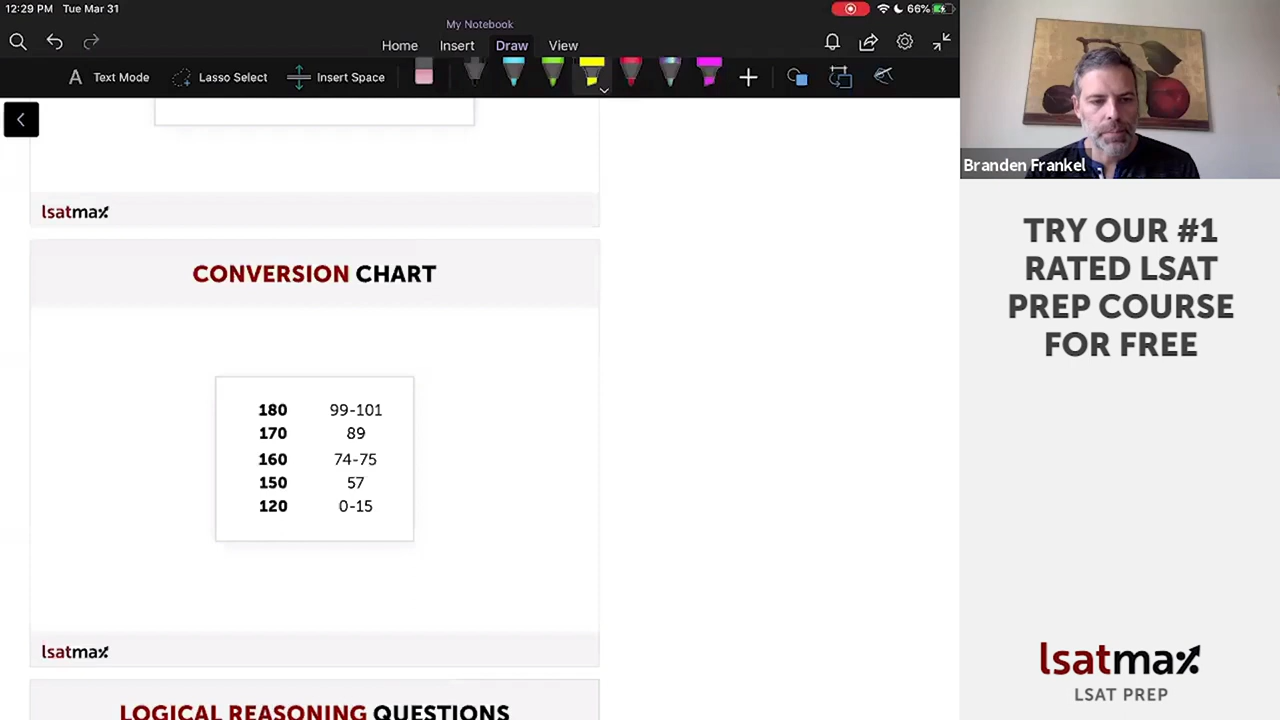 12:29 PM Tue Mar 31
66%
My Notebook
Home Insert Draw View
Text Mode Lasso Select Insert Space
Branden Frankel
lsatmax
CONVERSION CHART
180 99-101
170 89
160 74-75
150 57
120 0-15
lsatmax
LOGICAL REASONING QUESTIONS
TRY OUR #1
RATED LSAT
PREP COURSE
FOR FREE
lsatmax
LSAT PREP